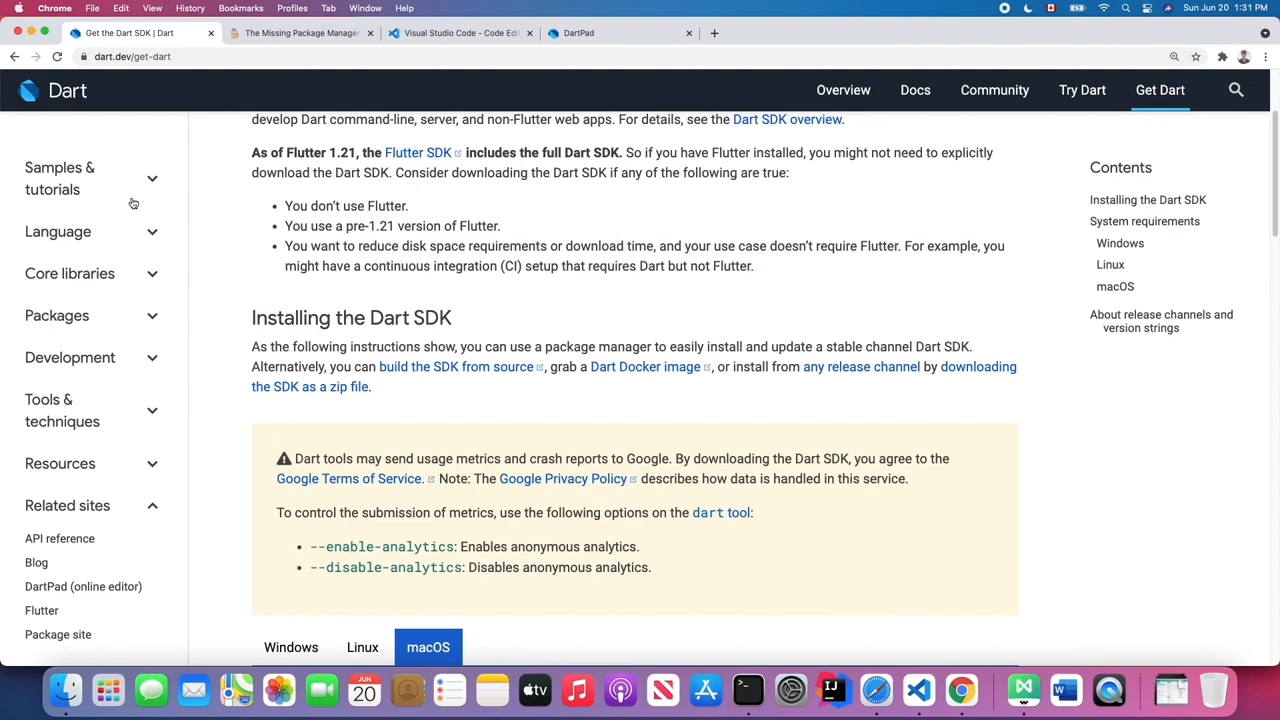 Chrome File Edit View History Bookmarks Profiles Tab Window Help Sun Jun 20 1:31 PM
Get the Dart SDK | Dart The Missing Package Manager Visual Studio Code - Code Edi DartPad
dart.dev/get-dart
Dart Overview Docs Community Try Dart Get Dart
Samples &
tutorials
Language
Core libraries
Packages
Development
Tools &
techniques
Resources
Related sites
API reference
Blog
DartPad (online editor)
Flutter
Package site
develop Dart command-line, server, and non-Flutter web apps. For details, see the Dart SDK overview.
As of Flutter 1.21, the Flutter SDK includes the full Dart SDK. So if you have Flutter installed, you might not need to explicitly
download the Dart SDK. Consider downloading the Dart SDK if any of the following are true:
• You don't use Flutter.
• You use a pre-1.21 version of Flutter.
• You want to reduce disk space requirements or download time, and your use case doesn't require Flutter. For example, you
might have a continuous integration (CI) setup that requires Dart but not Flutter.
Installing the Dart SDK
As the following instructions show, you can use a package manager to easily install and update a stable channel Dart SDK.
Alternatively, you can build the SDK from source, grab a Dart Docker image, or install from any release channel by downloading
the SDK as a zip file.
Dart tools may send usage metrics and crash reports to Google. By downloading the Dart SDK, you agree to the
Google Terms of Service. Note: The Google Privacy Policy describes how data is handled in this service.
To control the submission of metrics, use the following options on the dart tool:
• --enable-analytics: Enables anonymous analytics.
• --disable-analytics: Disables anonymous analytics.
Windows Linux macOS
Contents
Installing the Dart SDK
System requirements
Windows
Linux
macOS
About release channels and
version strings
JUN
20
tv
IJ
W